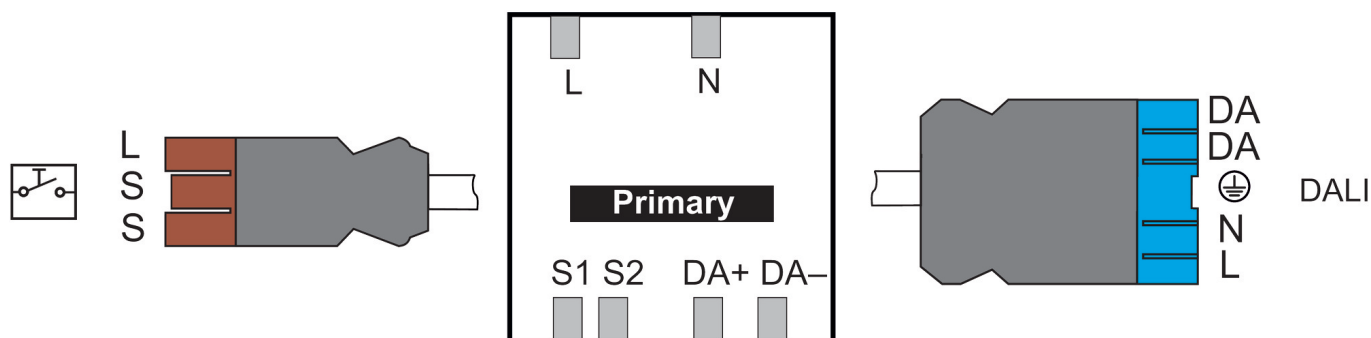 L
S
S
L N
Primary
S1 S2 DA+ DA–
DA
DA
N
L
DALI